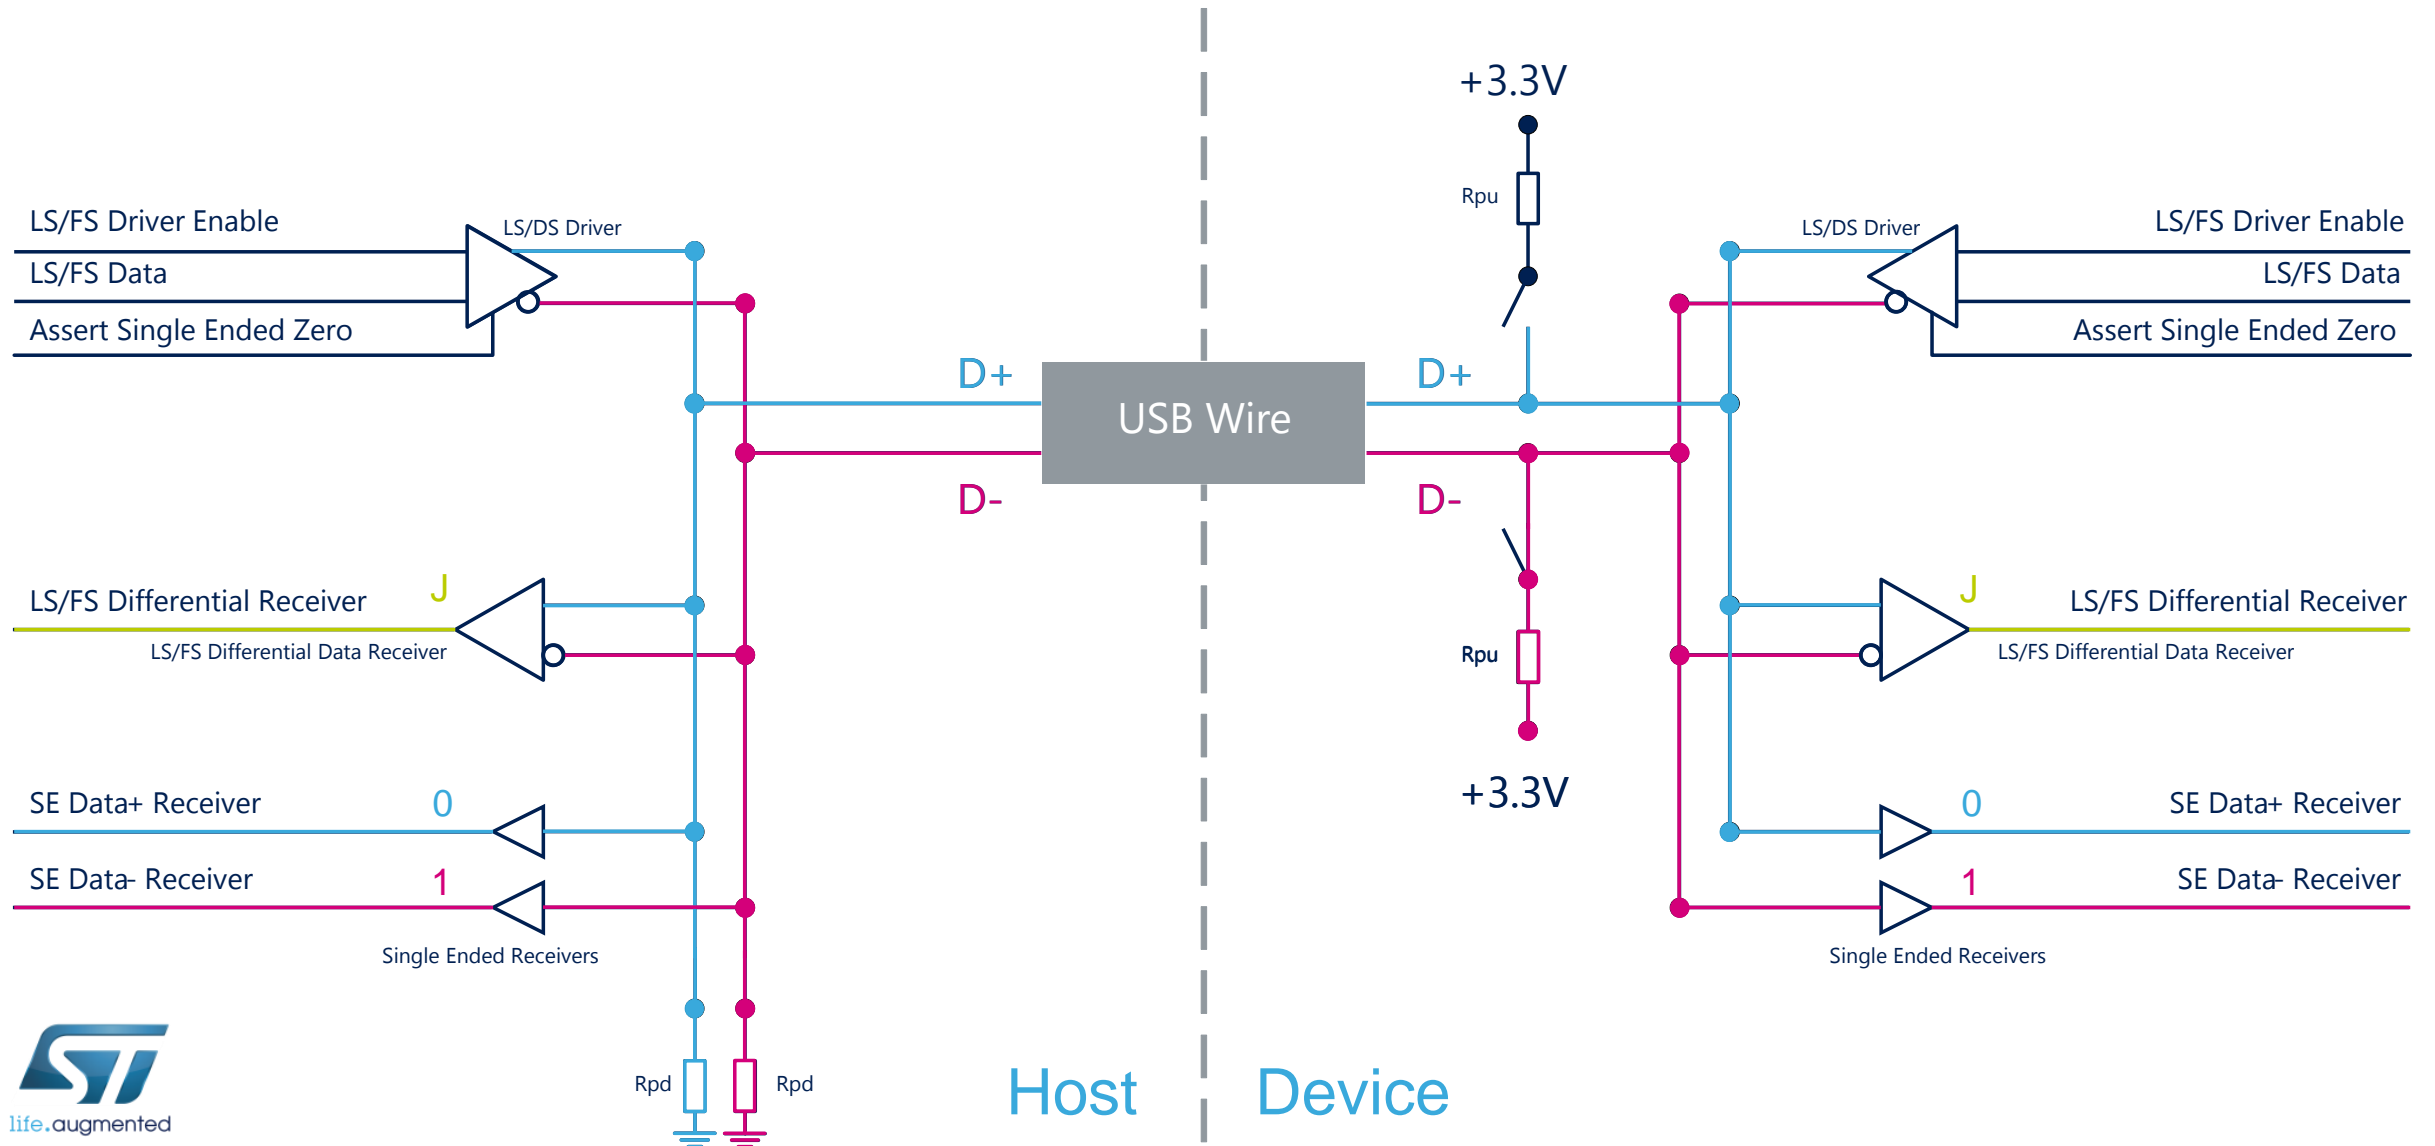 +3.3V
Rpu
LS/FS Driver Enable
LS/DS Driver
LS/FS Data
Assert Single Ended Zero
LS/DS Driver
LS/FS Driver Enable
LS/FS Data
Assert Single Ended Zero
D+
USB Wire
D+
D-
D-
LS/FS Differential Receiver
J
LS/FS Differential Data Receiver
Rpu
J
LS/FS Differential Receiver
LS/FS Differential Data Receiver
+3.3V
SE Data+ Receiver
0
SE Data- Receiver
1
Single Ended Receivers
0
SE Data+ Receiver
1
SE Data- Receiver
Single Ended Receivers
Rpd
Rpd
Host
Device
ST
life.augmented